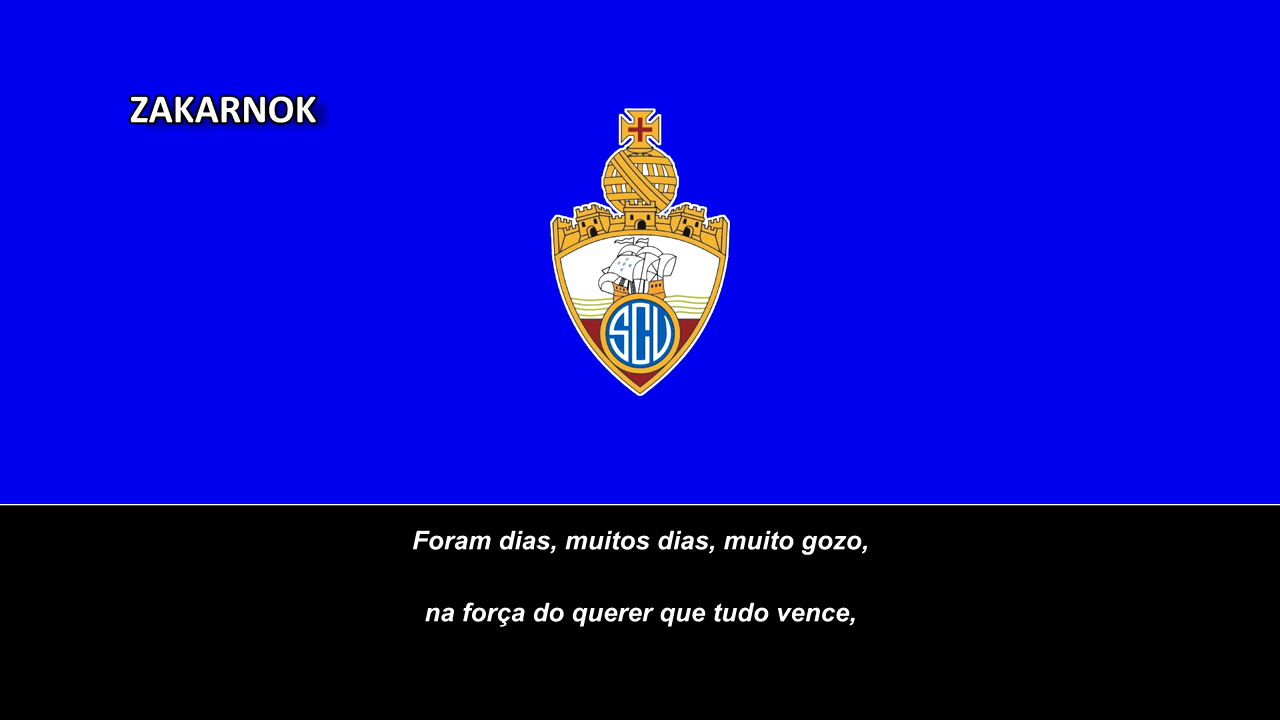 ZAKARNOK
SCV
Foram dias, muitos dias, muito gozo,
na força do querer que tudo vence,